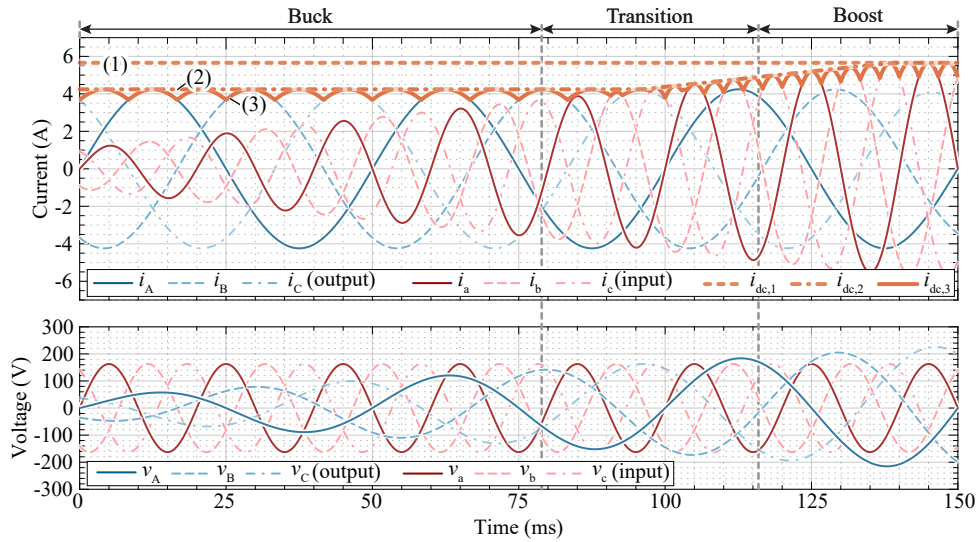 Buck Transition Boost
6
(1)
(2)
4
(3)
2
0
-2
-4
-6
Current (A)
i_A i_B i_C (output) i_a i_b i_c (input) i_dc,1 i_dc,2 i_dc,3
300
200
100
0
-100
-200
-300
Voltage (V)
v_A v_B v_C (output) v_a v_b v_c (input)
0 25 50 75 100 125 150
Time (ms)